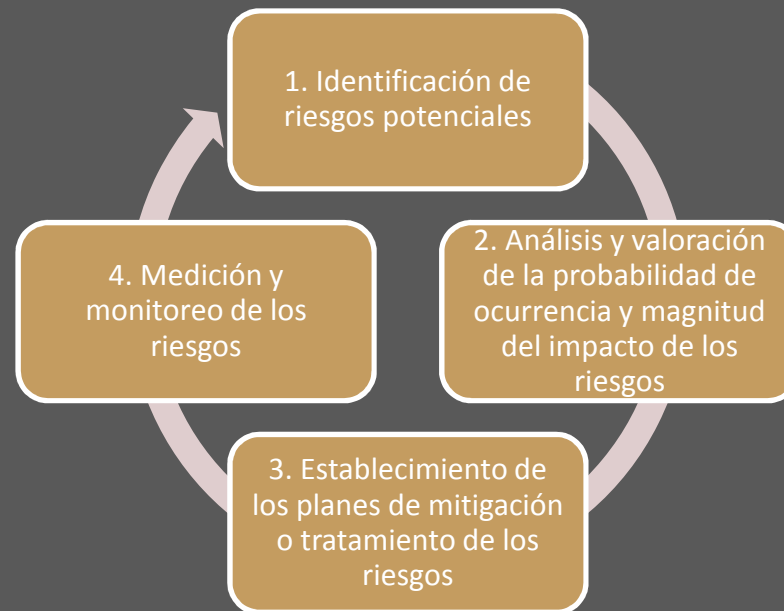 1. Identificación de
riesgos potenciales
2. Análisis y valoración
de la probabilidad de
ocurrencia y magnitud
del impacto de los
riesgos
3. Establecimiento de
los planes de mitigación
o tratamiento de los
riesgos
4. Medición y
monitoreo de los
riesgos